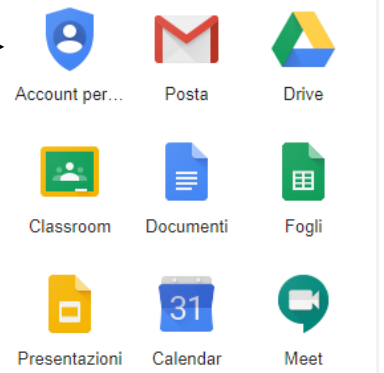 Account per... Posta Drive
Classroom Documenti Fogli
31
Presentazioni Calendar Meet